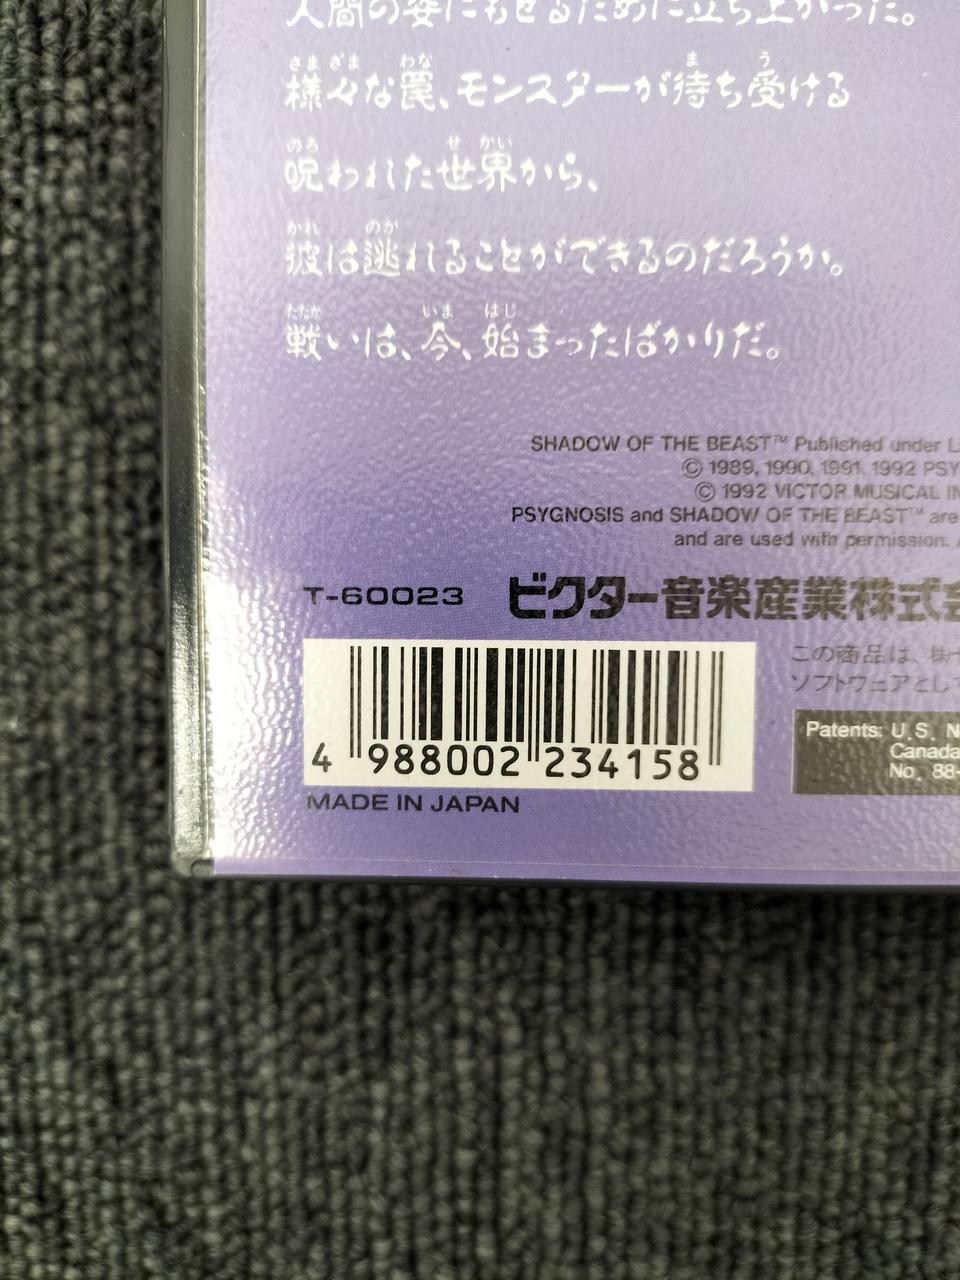 人間の姿にもどるために立ち上がった。
さまざま わな ま う
様々な罠、モンスターが待ち受ける
のろ せ かい
呪われた世界から、
かれ のが
彼は逃れることができるのだろうか。
たたか いま はじ
戦いは、今、始まったばかりだ。
SHADOW OF THE BEAST™ Published under
© 1989, 1990, 1991, 1992
© 1992 VICTOR MUSICAL
PSYGNOSIS and SHADOW OF THE BEAST™ are
and are used with permission.
T-60023 ビクター音楽産業株式会
この商品は、
ソフトウェアとして
4 988002 234158
Patents: U.S.
Canada
No. 88-
MADE IN JAPAN